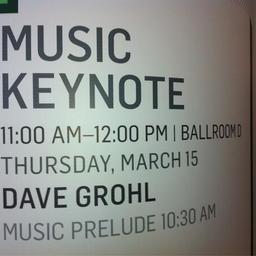 MUSIC
KEYNOTE
11:00 AM–12:00 PM | BALLROOM D
THURSDAY, MARCH 15
DAVE GROHL
MUSIC PRELUDE 10:30 AM